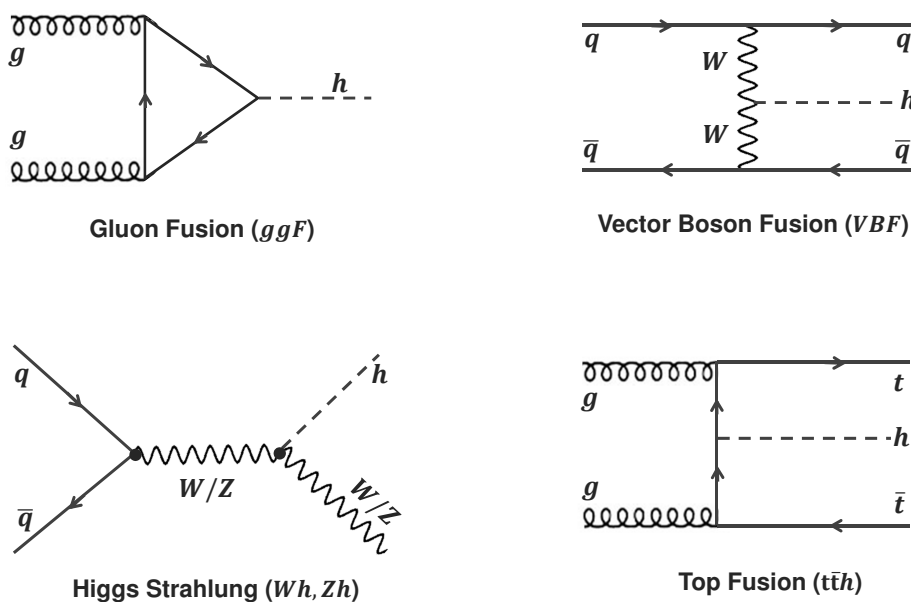 g
g
h
Gluon Fusion (ggF)
q
q
W
h
W
q̅
q̅
Vector Boson Fusion (VBF)
q
h
W/Z
W/Z
q̅
Higgs Strahlung (Wh, Zh)
g
t
h
g
t̅
Top Fusion (tt̅h)